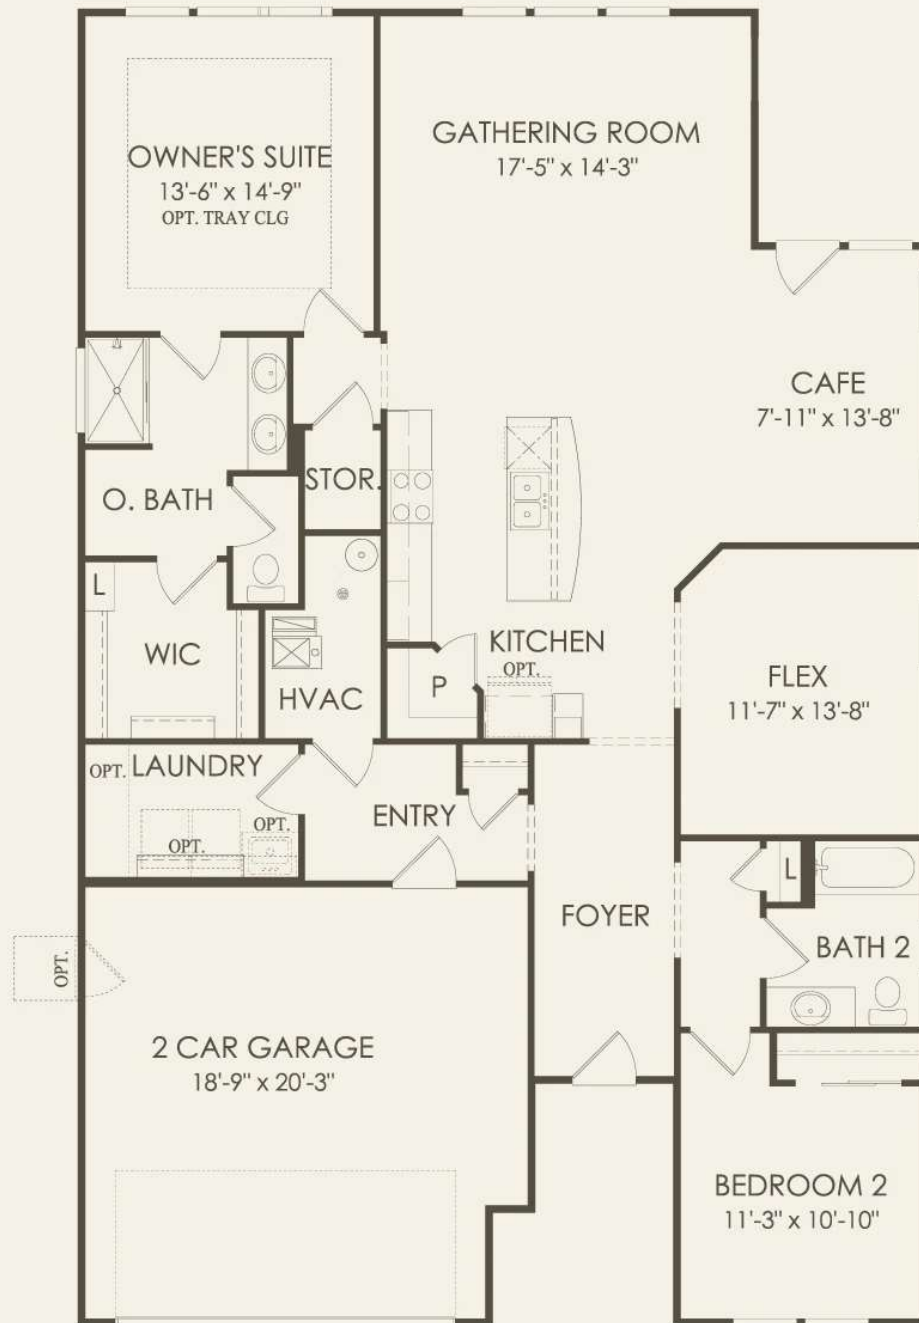 OWNER'S SUITE
13'-6" x 14'-9"
OPT. TRAY CLG
GATHERING ROOM
17'-5" x 14'-3"
CAFE
7'-11" x 13'-8"
STOR.
O. BATH
L
WIC
HVAC
P
KITCHEN
OPT.
FLEX
11'-7" x 13'-8"
OPT.
LAUNDRY
OPT.
OPT.
ENTRY
FOYER
L
BATH 2
OPT.
2 CAR GARAGE
18'-9" x 20'-3"
BEDROOM 2
11'-3" x 10'-10"